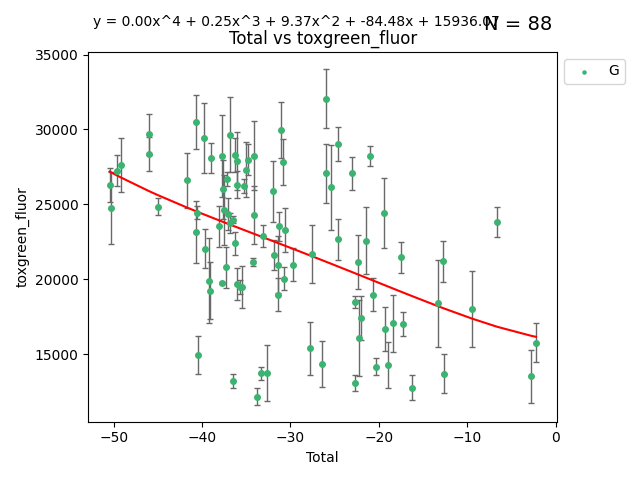 y = 0.00x^4 + 0.25x^3 + 9.37x^2 + -84.48x + 15936.07
N = 88
Total vs toxgreen_fluor
G
toxgreen_fluor
35000
30000
25000
20000
15000
−50
−40
−30
−20
−10
0
Total